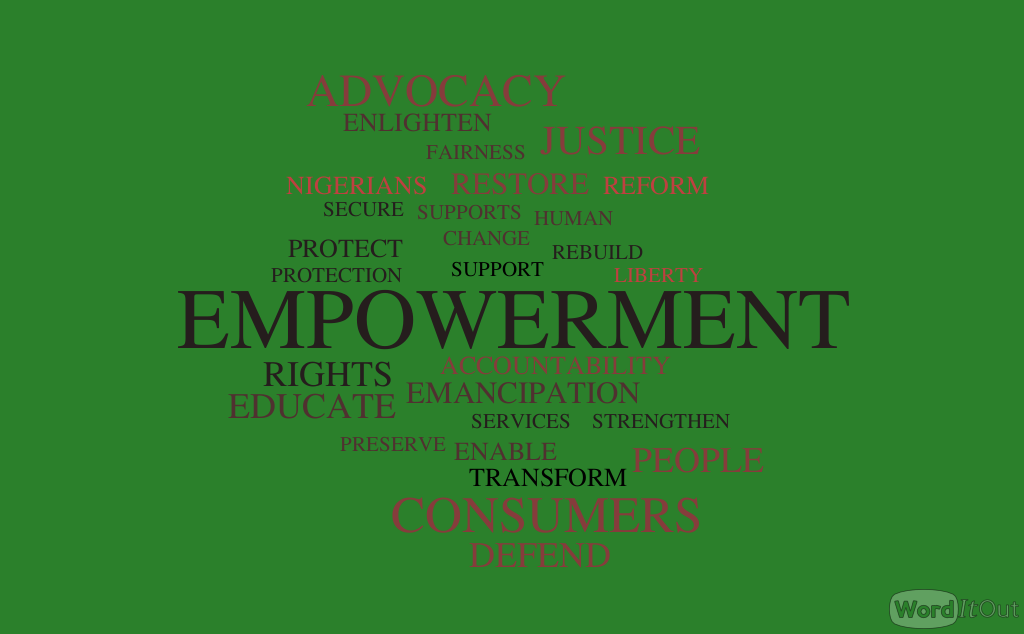 ADVOCACY
ENLIGHTEN
JUSTICE
FAIRNESS
NIGERIANS RESTORE REFORM
SECURE SUPPORTS HUMAN
CHANGE
PROTECT REBUILD
PROTECTION SUPPORT LIBERTY
EMPOWERMENT
RIGHTS ACCOUNTABILITY
EDUCATE EMANCIPATION
SERVICES STRENGTHEN
PRESERVE ENABLE PEOPLE
TRANSFORM
CONSUMERS
DEFEND
WordItOut